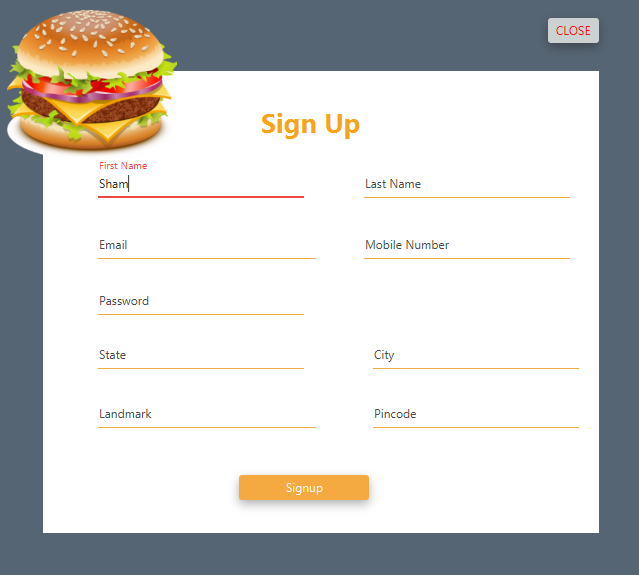 CLOSE
Sign Up
First Name
Sham
Last Name
Email
Mobile Number
Password
State
City
Landmark
Pincode
Signup